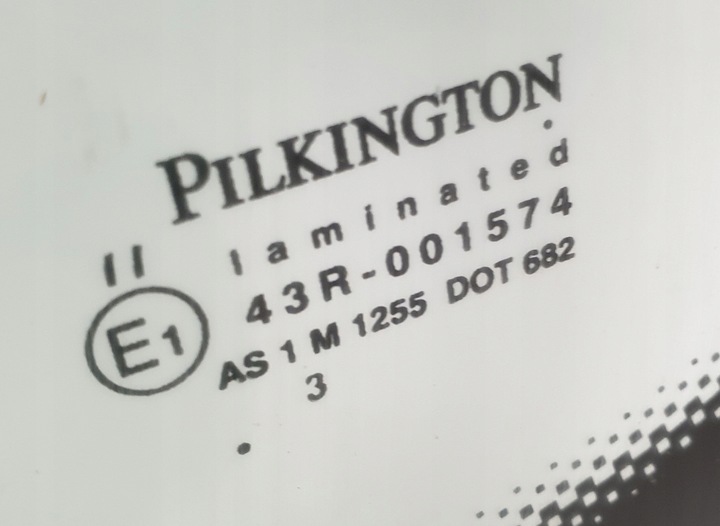 PILKINGTON
II laminated
E1 43R-001574
AS 1 M 1255 DOT 682
3